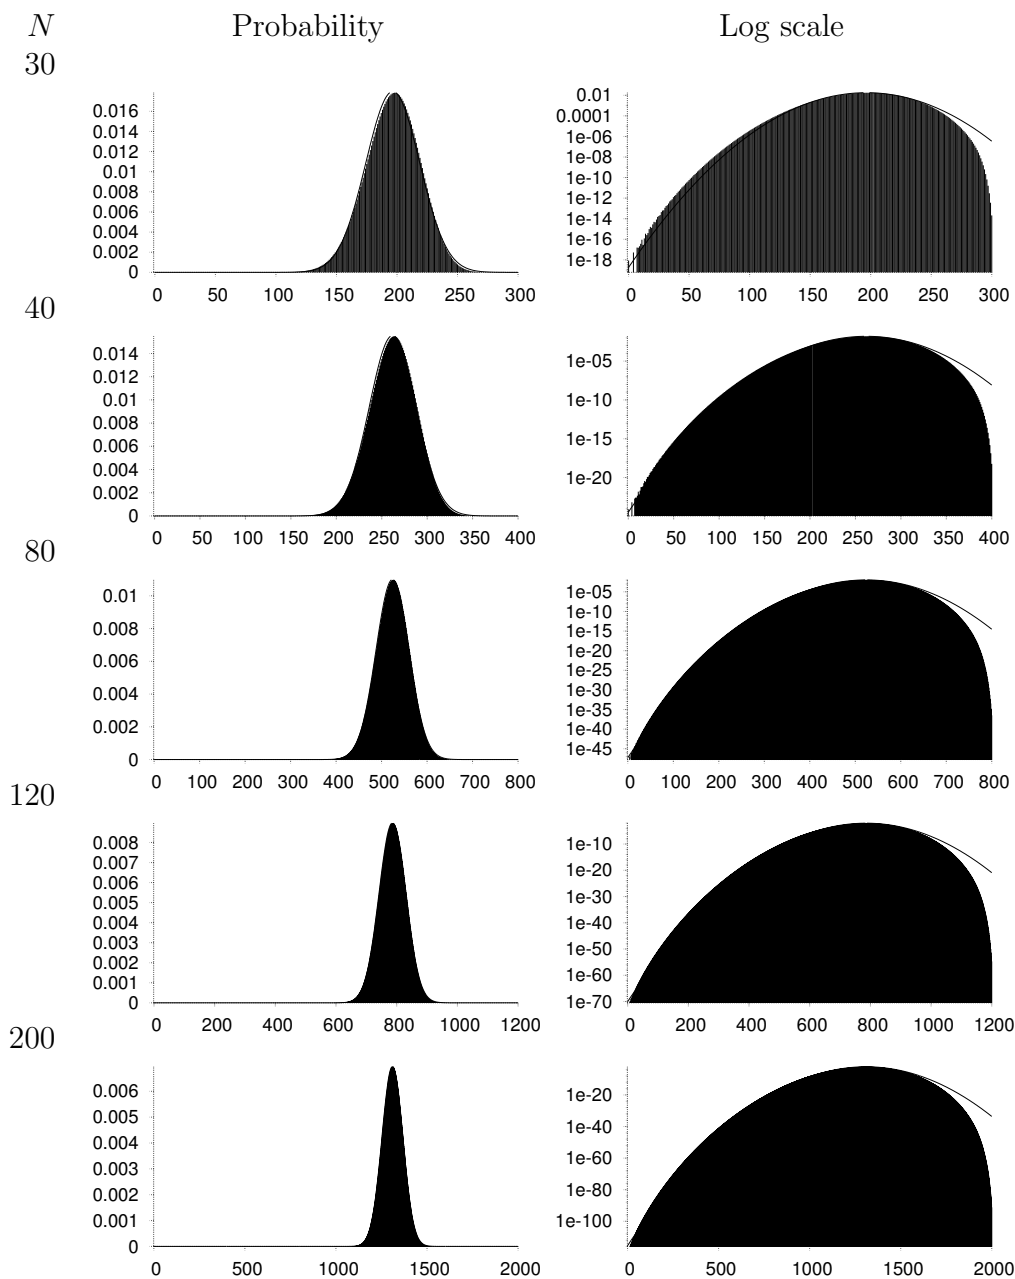 N Probability Log scale
30
0.016 0.01
0.014 0.0001
0.012 1e-06
0.01 1e-08
0.008 1e-10
0.006 1e-12
0.004 1e-14
0.002 1e-16
0 1e-18
0 50 100 150 200 250 300 0 50 100 150 200 250 300
40
0.014 1e-05
0.012
0.01 1e-10
0.008
0.006 1e-15
0.004
0.002 1e-20
0
0 50 100 150 200 250 300 350 400 0 50 100 150 200 250 300 350 400
80
0.01 1e-05
0.008 1e-10
0.006 1e-15
0.004 1e-20
0.002 1e-25
0 1e-30
1e-35
1e-40
1e-45
0 100 200 300 400 500 600 700 800 0 100 200 300 400 500 600 700 800
120
0.008 1e-10
0.007 1e-20
0.006 1e-30
0.005 1e-40
0.004 1e-50
0.003 1e-60
0.002 1e-70
0.001
0
0 200 400 600 800 1000 1200 0 200 400 600 800 1000 1200
200
0.006 1e-20
0.005 1e-40
0.004 1e-60
0.003 1e-80
0.002 1e-100
0.001
0
0 500 1000 1500 2000 0 500 1000 1500 2000